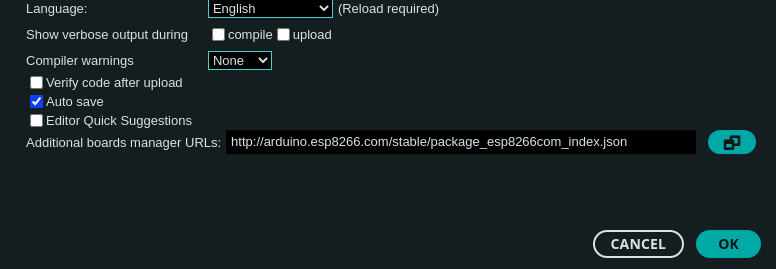 Language: English (Reload required)
Show verbose output during compile upload
Compiler warnings None
Verify code after upload
Auto save
Editor Quick Suggestions
Additional boards manager URLs: http://arduino.esp8266.com/stable/package_esp8266com_index.json
CANCEL OK